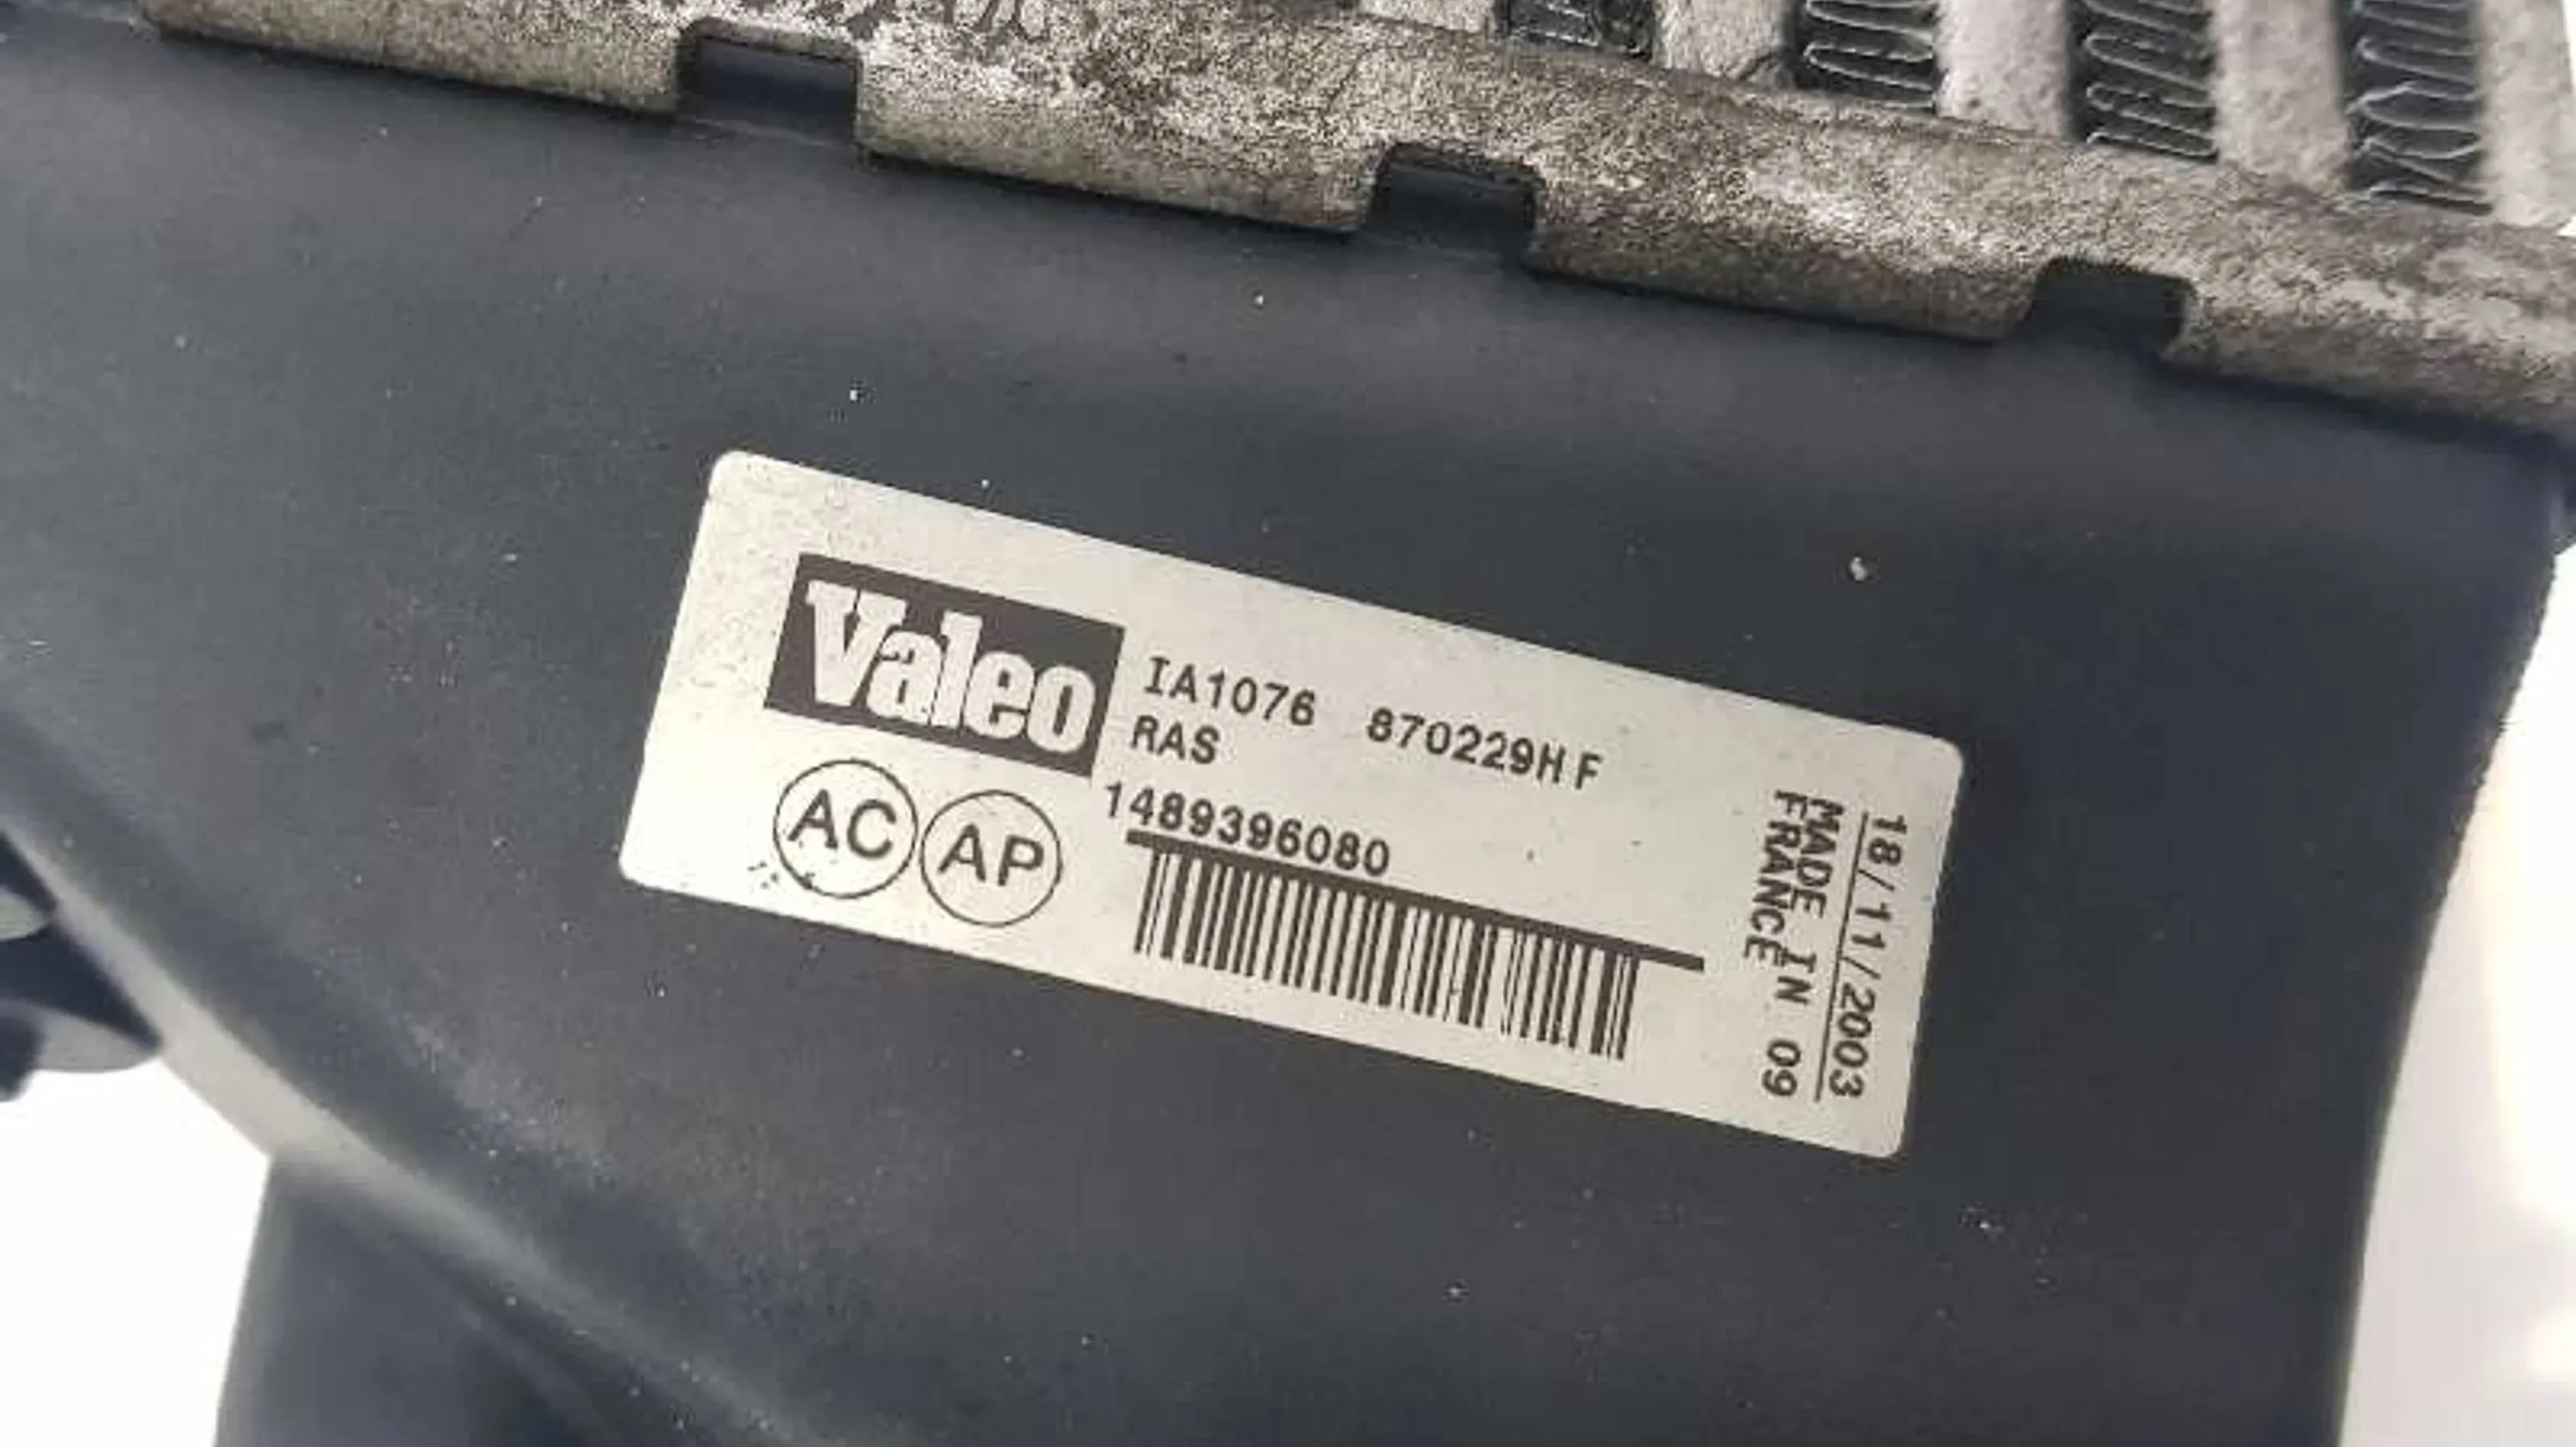 Valeo
IA1076 870229HF
RAS
1489396080
AC AP
18/11/2003
MADE IN 09
FRANCE